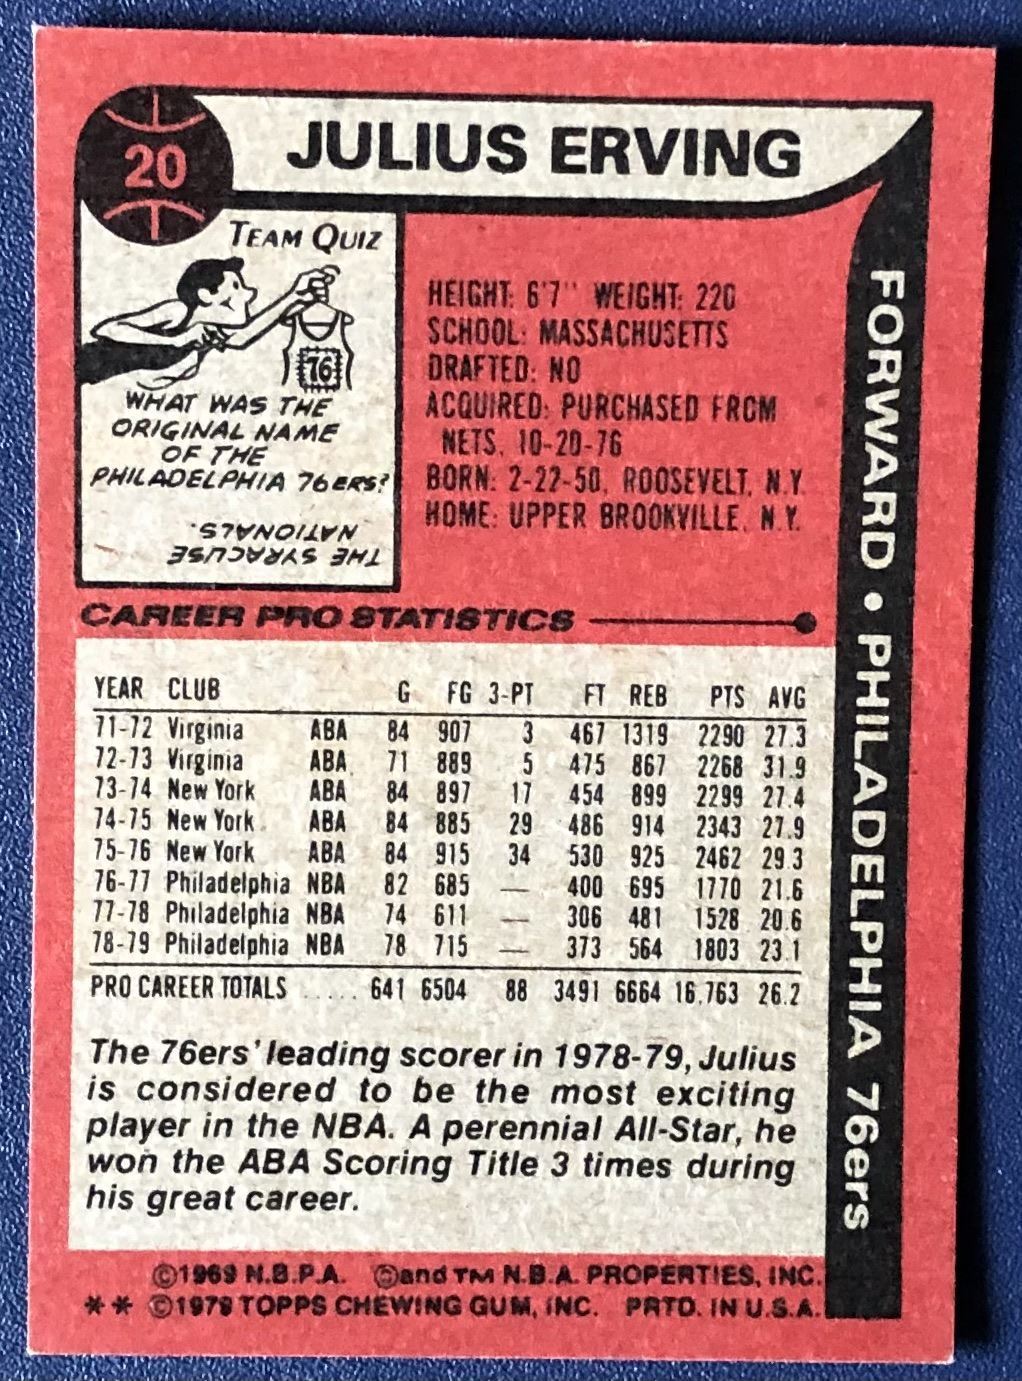 20
JULIUS ERVING
TEAM QUIZ
76
WHAT WAS THE
ORIGINAL NAME
OF THE
PHILADELPHIA 76ERS?
THE SYRACUSE
NATIONALS.
HEIGHT: 6'7" WEIGHT: 220
SCHOOL: MASSACHUSETTS
DRAFTED: NO
ACQUIRED: PURCHASED FROM
NETS, 10-20-76
BORN: 2-22-50, ROOSEVELT, N.Y.
HOME: UPPER BROOKVILLE, N.Y.
FORWARD • PHILADELPHIA 76ers
CAREER PRO STATISTICS
YEAR CLUB G FG 3-PT FT REB PTS AVG
71-72 Virginia ABA 84 907 3 467 1319 2290 27.3
72-73 Virginia ABA 71 889 5 475 867 2268 31.9
73-74 New York ABA 84 897 17 454 899 2299 27.4
74-75 New York ABA 84 885 29 486 914 2343 27.9
75-76 New York ABA 84 915 34 530 925 2462 29.3
76-77 Philadelphia NBA 82 685 — 400 695 1770 21.6
77-78 Philadelphia NBA 74 611 — 306 481 1528 20.6
78-79 Philadelphia NBA 78 715 — 373 564 1803 23.1
PRO CAREER TOTALS ..... 641 6504 88 3491 6664 16,763 26.2
The 76ers' leading scorer in 1978-79, Julius
is considered to be the most exciting
player in the NBA. A perennial All-Star, he
won the ABA Scoring Title 3 times during
his great career.
©1969 N.B.P.A. ©and TM N.B.A. PROPERTIES, INC.
** ©1979 TOPPS CHEWING GUM, INC. PRTD. IN U.S.A.